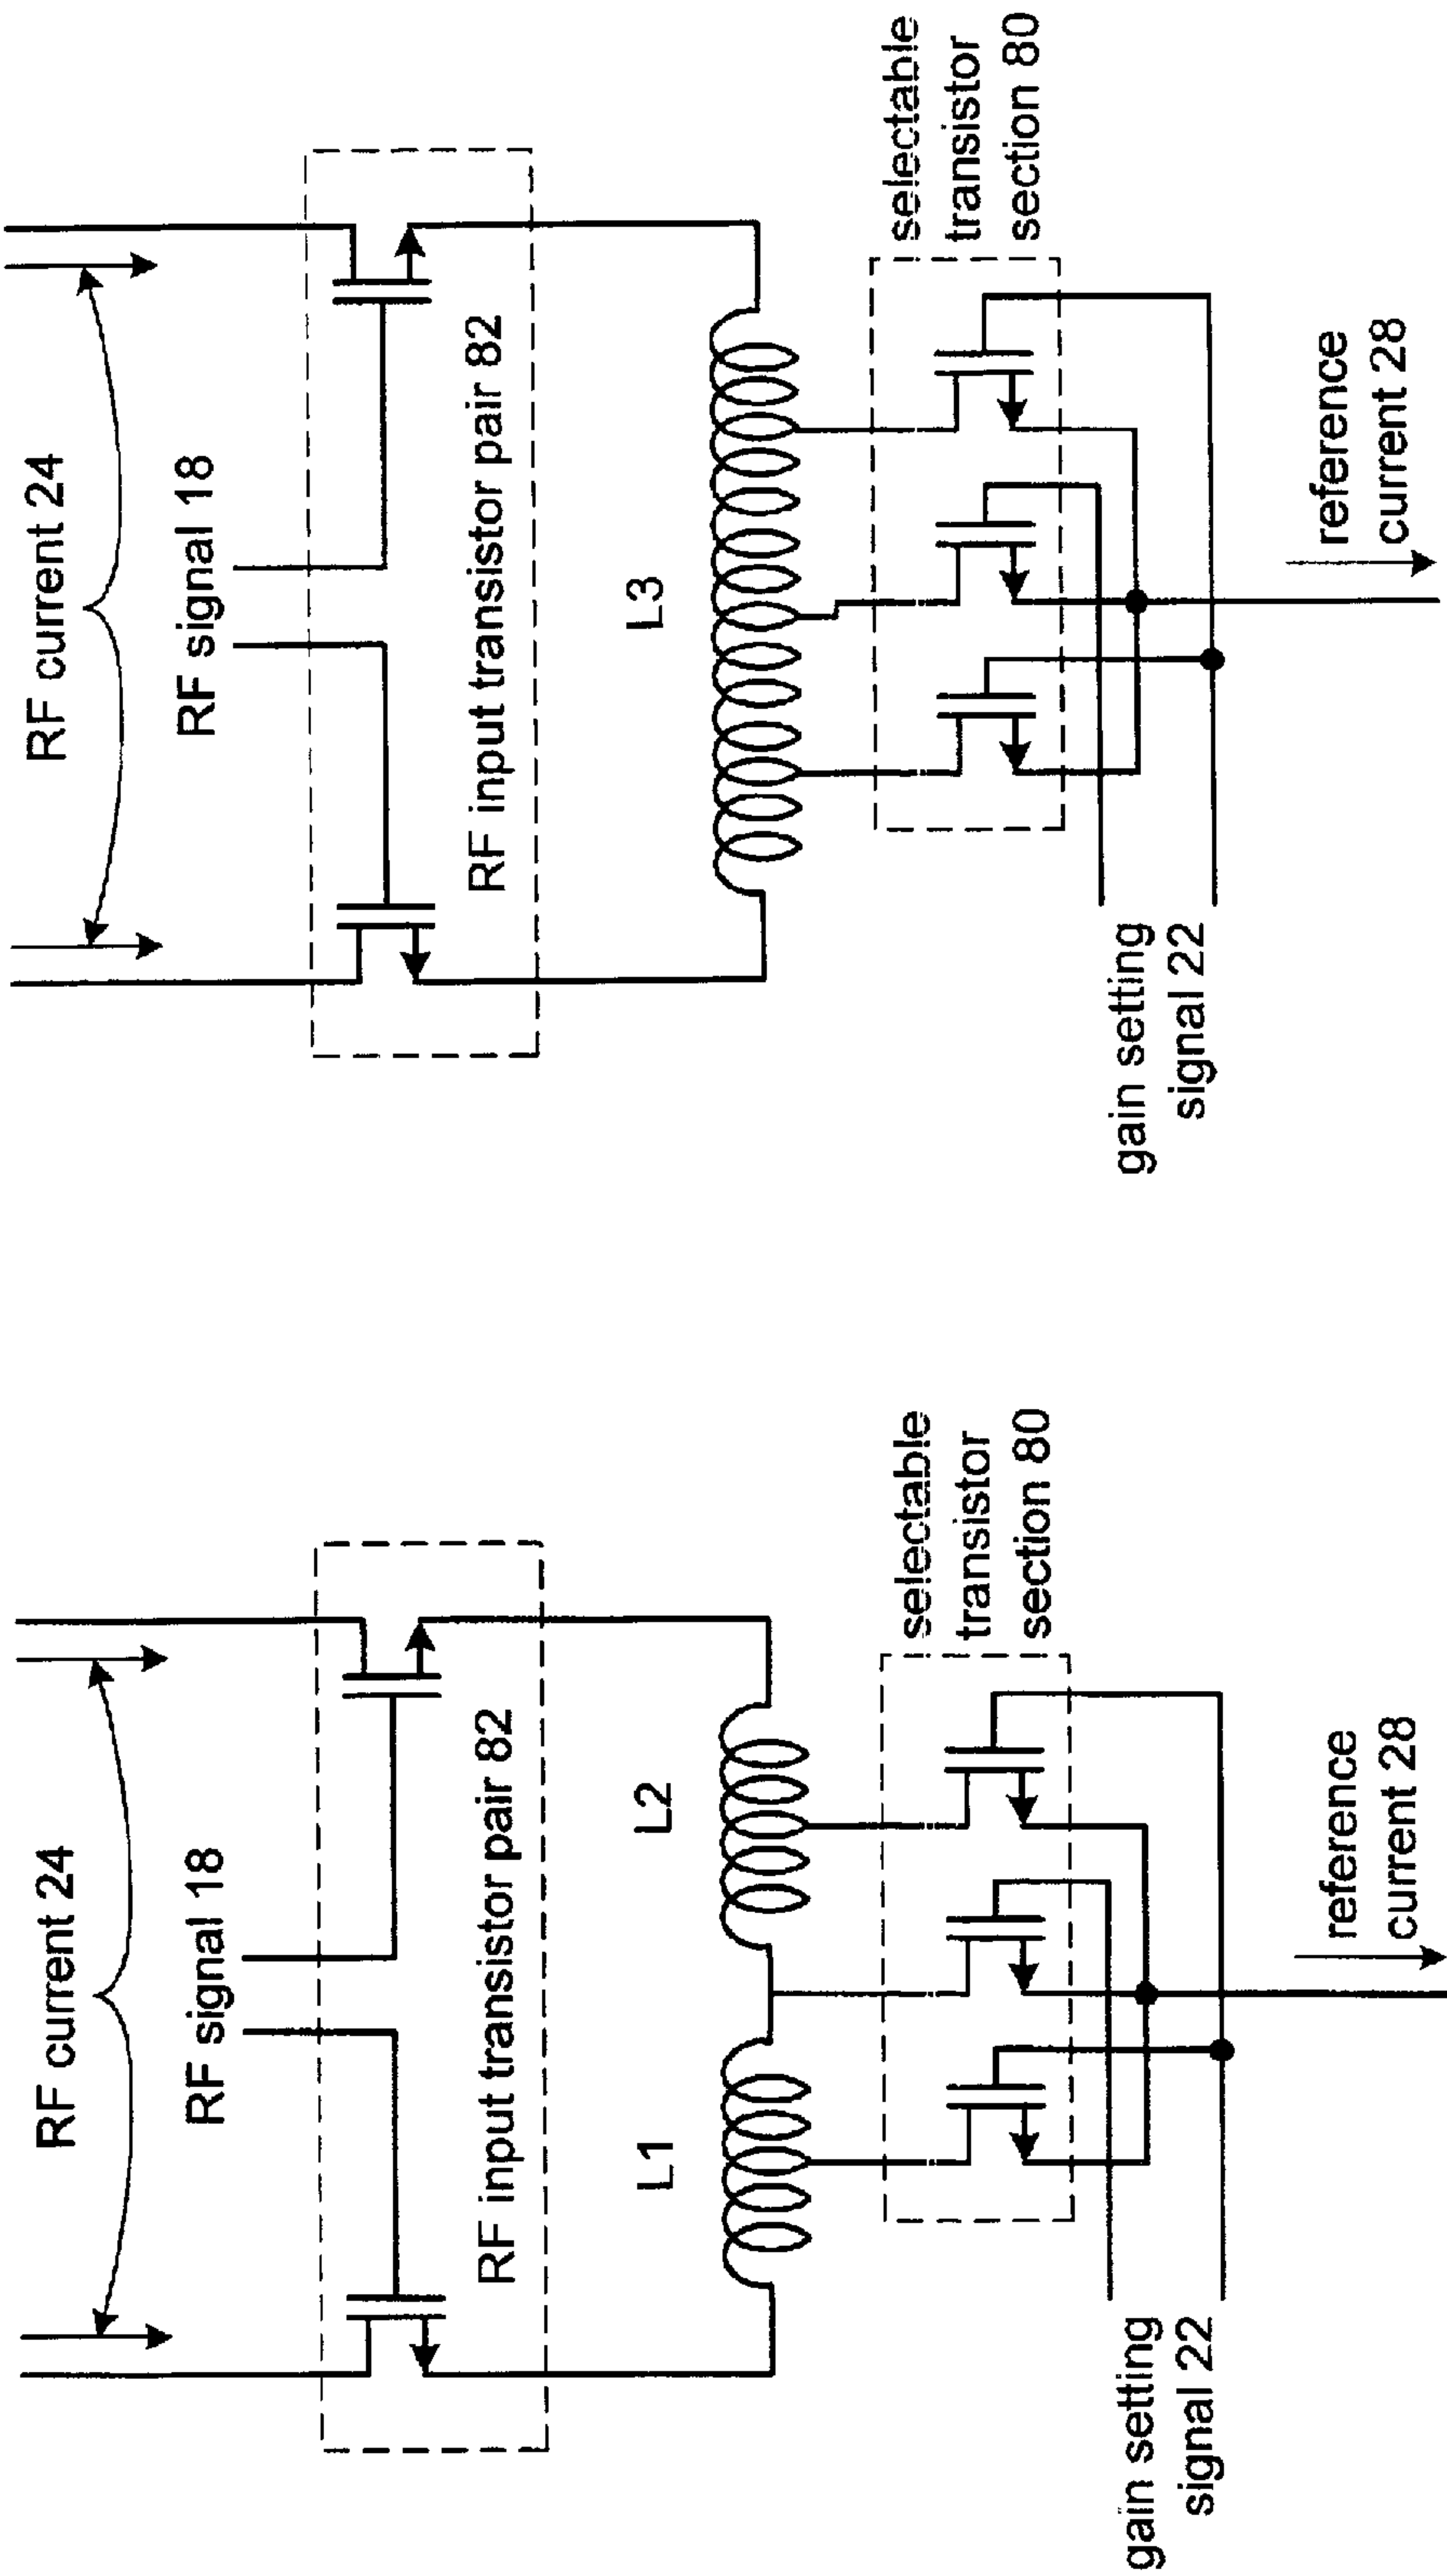 RF current 24
RF signal 18
RF input transistor pair 82
L1
L2
selectable
transistor
section 80
gain setting
signal 22
reference
current 28
RF current 24
RF signal 18
RF input transistor pair 82
L3
selectable
transistor
section 80
gain setting
signal 22
reference
current 28